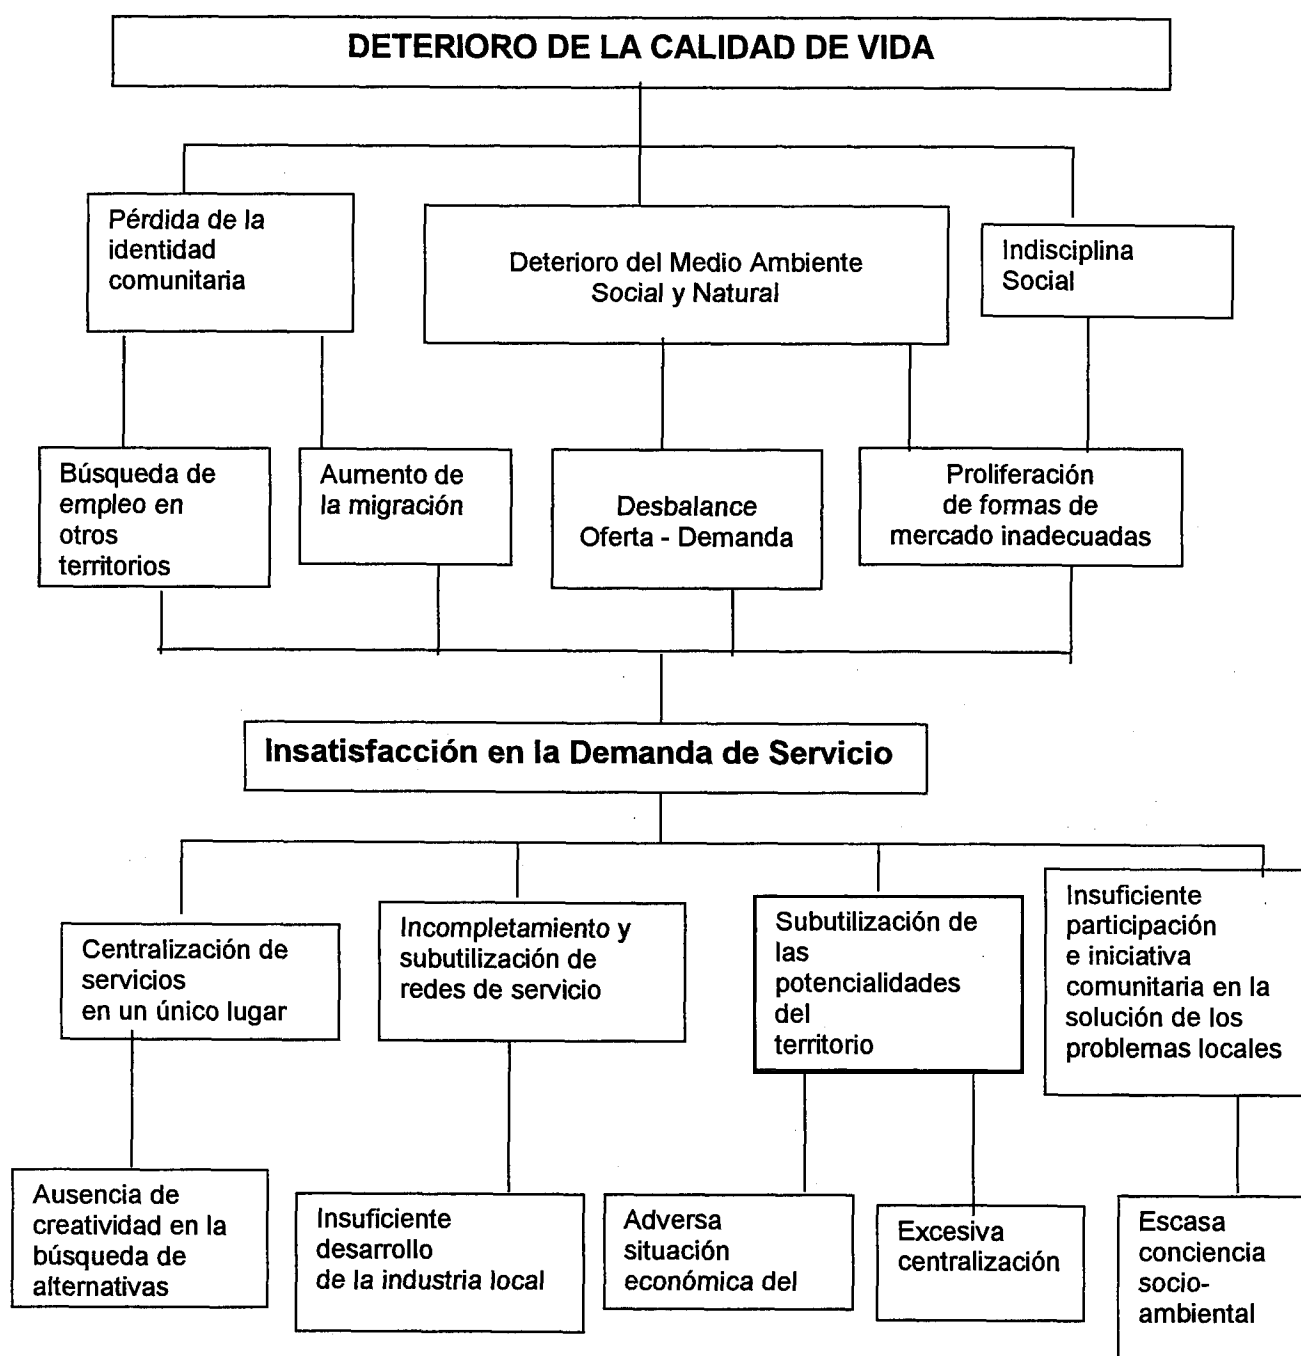 DETERIORO DE LA CALIDAD DE VIDA
Pérdida de la
identidad
comunitaria
Deterioro del Medio Ambiente
Social y Natural
Indisciplina
Social
Búsqueda de
empleo en
otros
territorios
Aumento de
la migración
Desbalance
Oferta - Demanda
Proliferación
de formas de
mercado inadecuadas
Insatisfacción en la Demanda de Servicio
Centralización de
servicios
en un único lugar
Incompletamiento y
subutilización de
redes de servicio
Subutilización de
las
potencialidades
del
territorio
Insuficiente
participación
e iniciativa
comunitaria en la
solución de los
problemas locales
Ausencia de
creatividad en la
búsqueda de
alternativas
Insuficiente
desarrollo
de la industria local
Adversa
situación
económica del
Excesiva
centralización
Escasa
conciencia
socio-
ambiental